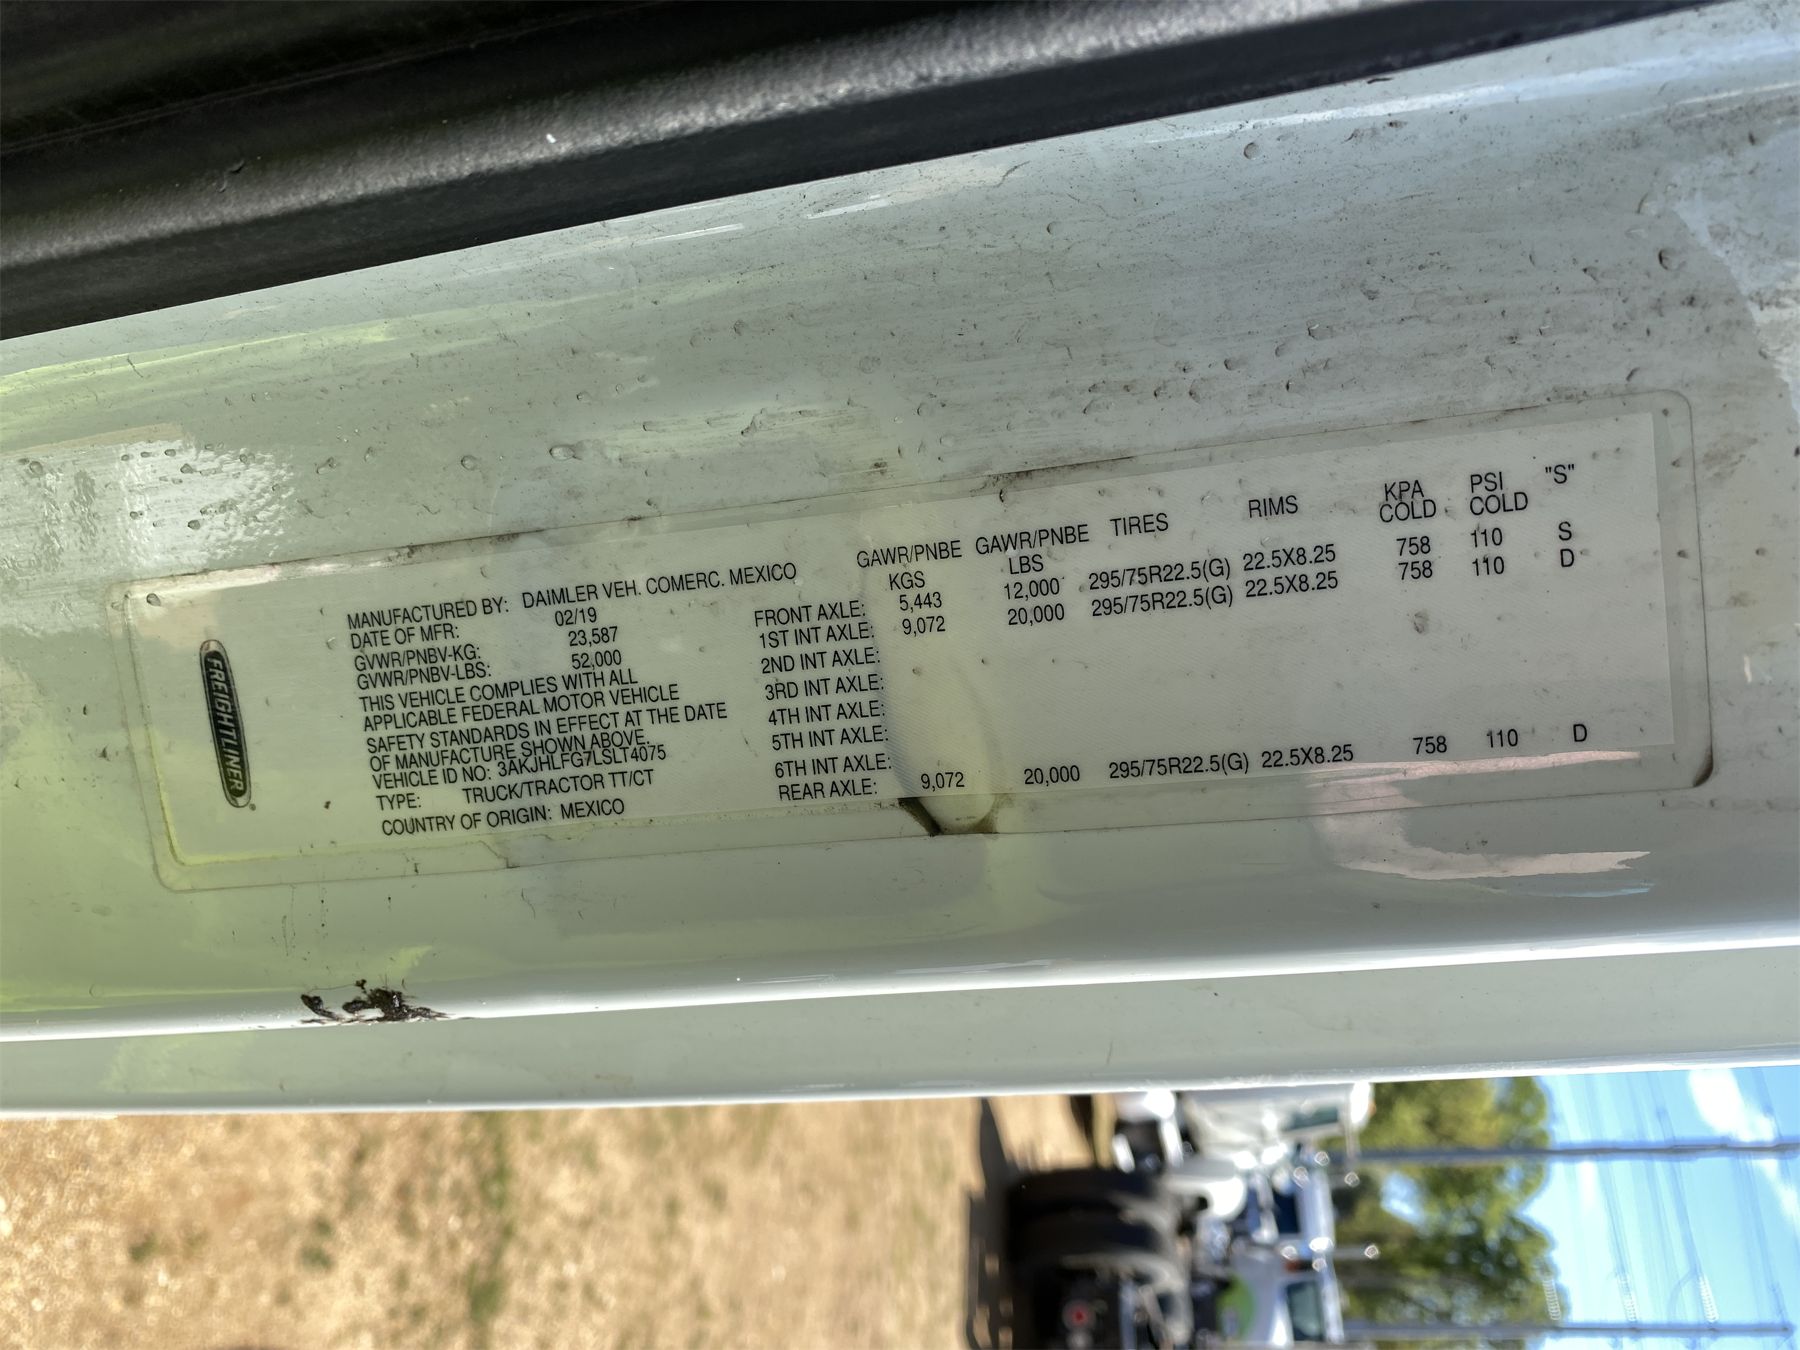 FREIGHTLINER
MANUFACTURED BY: DAIMLER VEH. COMERC. MEXICO
DATE OF MFR: 02/19
GVWR/PNBV-KG: 23,587
GVWR/PNBV-LBS: 52,000
THIS VEHICLE COMPLIES WITH ALL
APPLICABLE FEDERAL MOTOR VEHICLE
SAFETY STANDARDS IN EFFECT AT THE DATE
OF MANUFACTURE SHOWN ABOVE.
VEHICLE ID NO: 3AKJHLFG7LSLT4075
TYPE: TRUCK/TRACTOR TT/CT
COUNTRY OF ORIGIN: MEXICO
GAWR/PNBE GAWR/PNBE TIRES RIMS KPA PSI "S"
KGS LBS COLD COLD
FRONT AXLE: 5,443 12,000 295/75R22.5(G) 22.5X8.25 758 110 S
1ST INT AXLE: 9,072 20,000 295/75R22.5(G) 22.5X8.25 758 110 D
2ND INT AXLE:
3RD INT AXLE:
4TH INT AXLE:
5TH INT AXLE:
6TH INT AXLE:
REAR AXLE: 9,072 20,000 295/75R22.5(G) 22.5X8.25 758 110 D